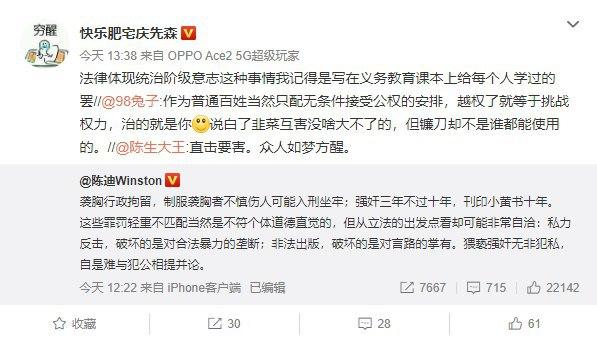 穷醒
快乐肥宅庆先森
今天 13:38 来自 OPPO Ace2 5G超级玩家
法律体现统治阶级意志这种事情我记得是写在义务教育课本上给每个人学过的
罢//@98兔子:作为普通百姓当然只配无条件接受公权的安排，越权了就等于挑战
权力，治的就是你说白了韭菜互害没啥大不了的，但镰刀却不是谁都能使用
的。//@陈生大王:直击要害。众人如梦方醒。
@陈迪Winston
袭胸行政拘留，制服袭胸者不慎伤人可能入刑坐牢；强奸三年不过十年，刊印小黄书十年。
这些罪罚轻重不匹配当然是不符个体道德直觉的，但从立法的出发点看却可能非常自洽：私力
反击，破坏的是对合法暴力的垄断；非法出版，破坏的是对言路的掌有。猥亵强奸无非犯私，
自是难与犯公相提并论。
今天 12:22 来自 iPhone客户端 已编辑
7667
715
22142
收藏
30
28
61